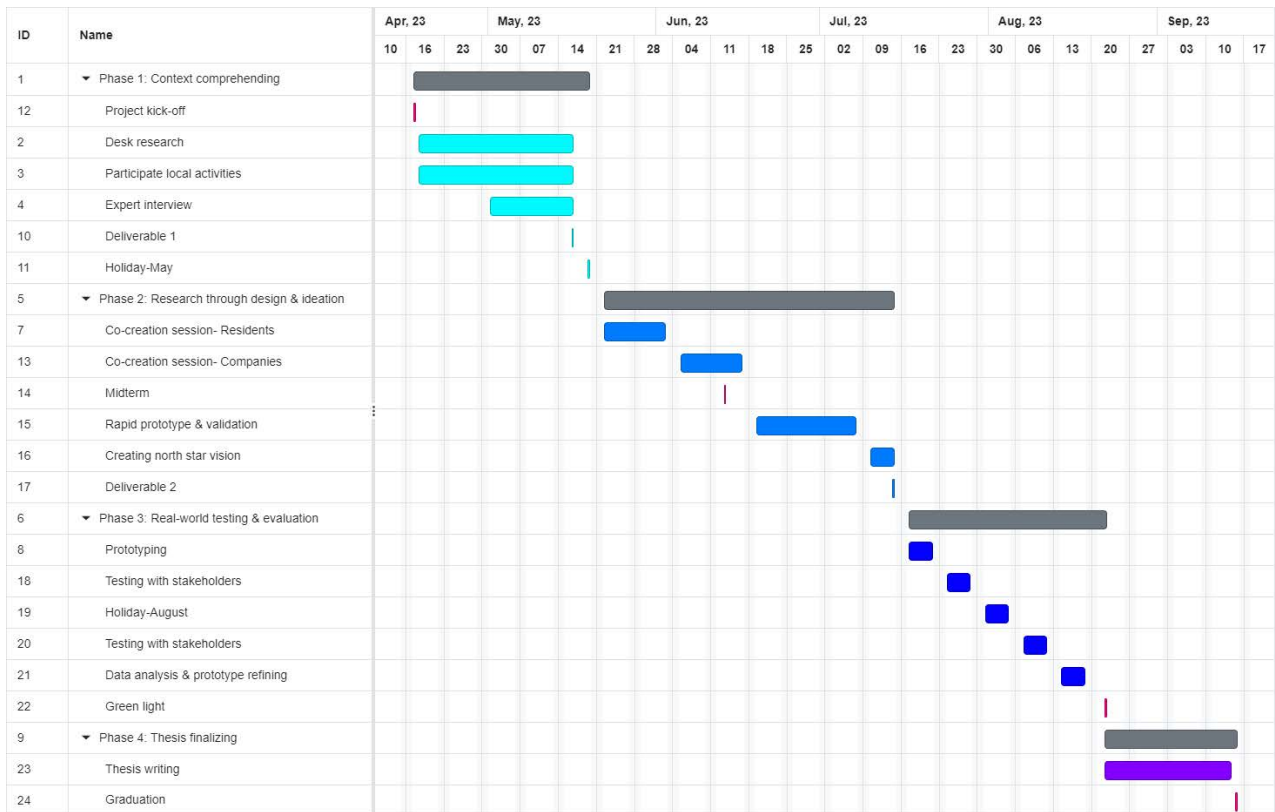 ID Name Apr, 23 May, 23 Jun, 23 Jul, 23 Aug, 23 Sep, 23
10 16 23 30 07 14 21 28 04 11 18 25 02 09 16 23 30 06 13 20 27 03 10 17
1 Phase 1: Context comprehending
12 Project kick-off
2 Desk research
3 Participate local activities
4 Expert interview
10 Deliverable 1
11 Holiday-May
5 Phase 2: Research through design & ideation
7 Co-creation session- Residents
13 Co-creation session- Companies
14 Midterm
15 Rapid prototype & validation
16 Creating north star vision
17 Deliverable 2
6 Phase 3: Real-world testing & evaluation
8 Prototyping
18 Testing with stakeholders
19 Holiday-August
20 Testing with stakeholders
21 Data analysis & prototype refining
22 Green light
9 Phase 4: Thesis finalizing
23 Thesis writing
24 Graduation